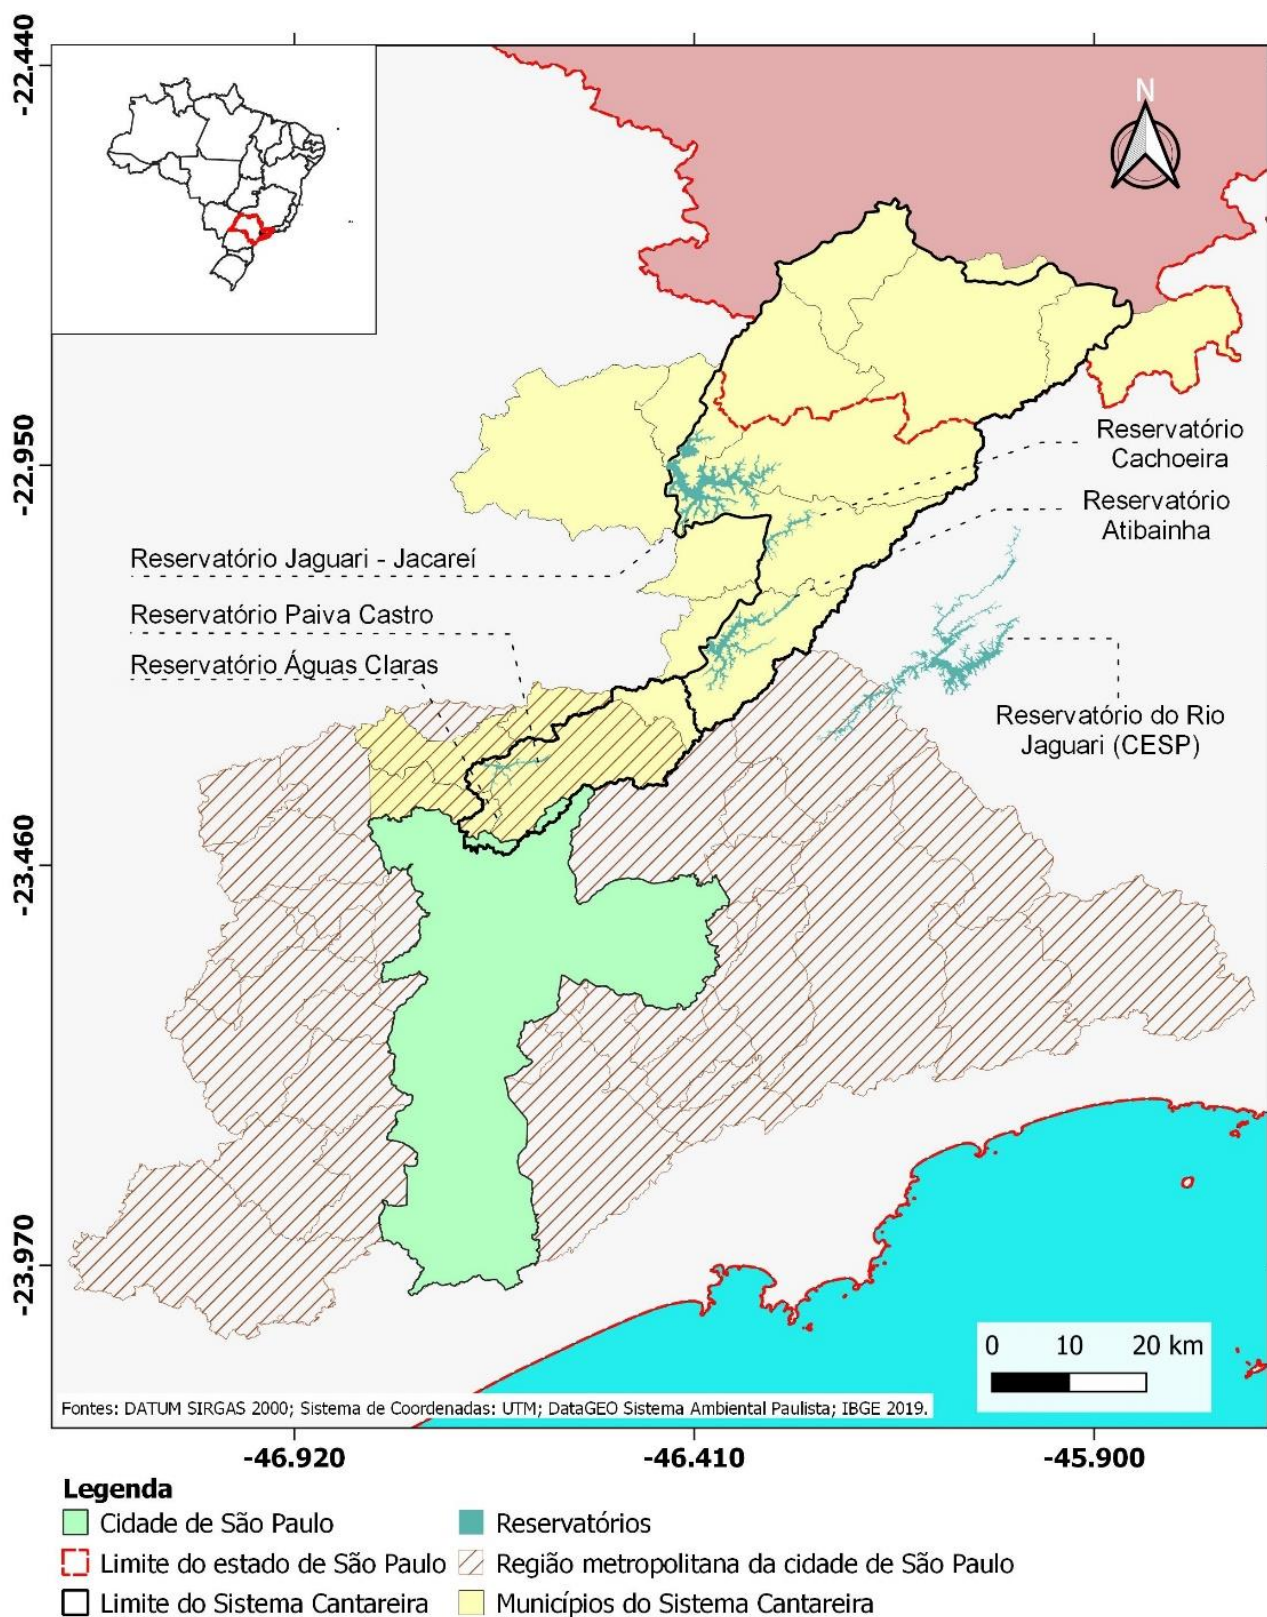 -22.440
N
-22.950
Reservatório
Cachoeira
Reservatório
Atibainha
Reservatório Jaguari - Jacareí
Reservatório Paiva Castro
Reservatório Águas Claras
Reservatório do Rio
Jaguari (CESP)
-23.460
-23.970
0 10 20 km
Fontes: DATUM SIRGAS 2000; Sistema de Coordenadas: UTM; DataGEO Sistema Ambiental Paulista; IBGE 2019.
-46.920 -46.410 -45.900
Legenda
Cidade de São Paulo
Limite do estado de São Paulo
Limite do Sistema Cantareira
Reservatórios
Região metropolitana da cidade de São Paulo
Municípios do Sistema Cantareira